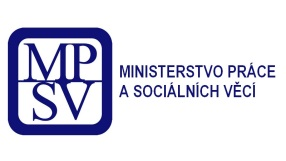 MP
SV
MINISTERSTVO PRÁCE
A SOCIÁLNÍCH VĚCÍ